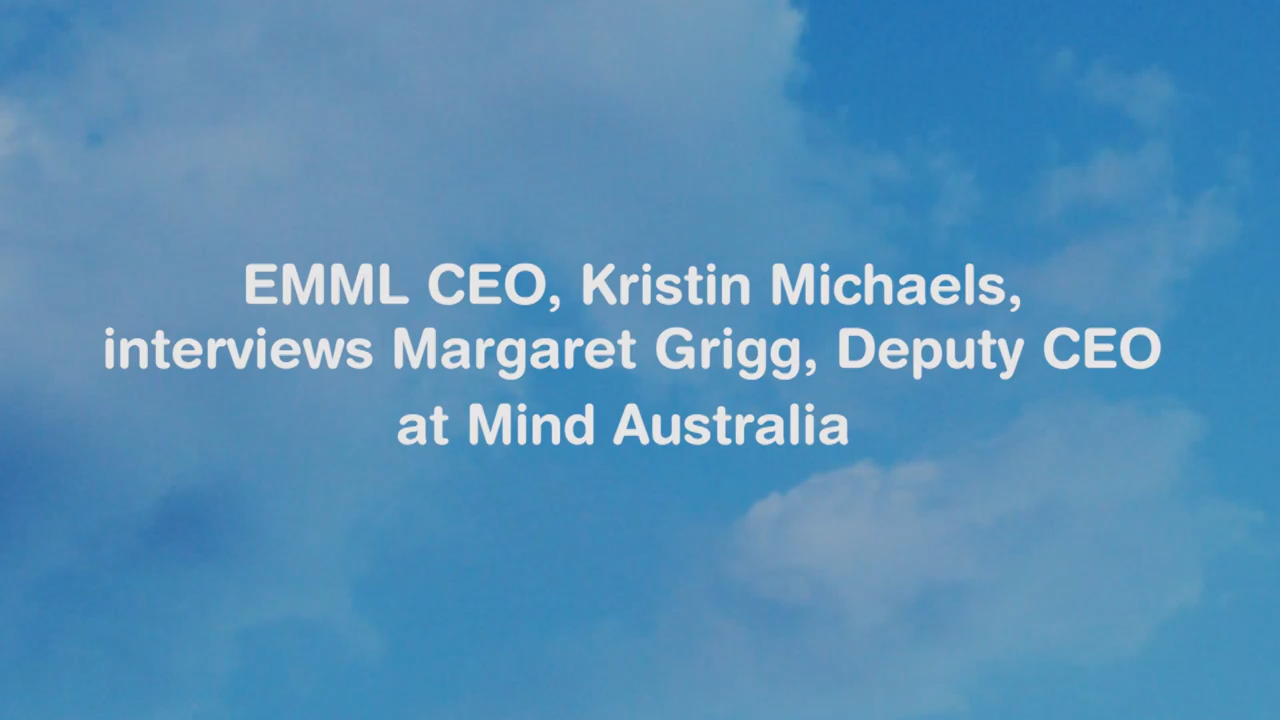 EMML CEO, Kristin Michaels,
interviews Margaret Grigg, Deputy CEO
at Mind Australia